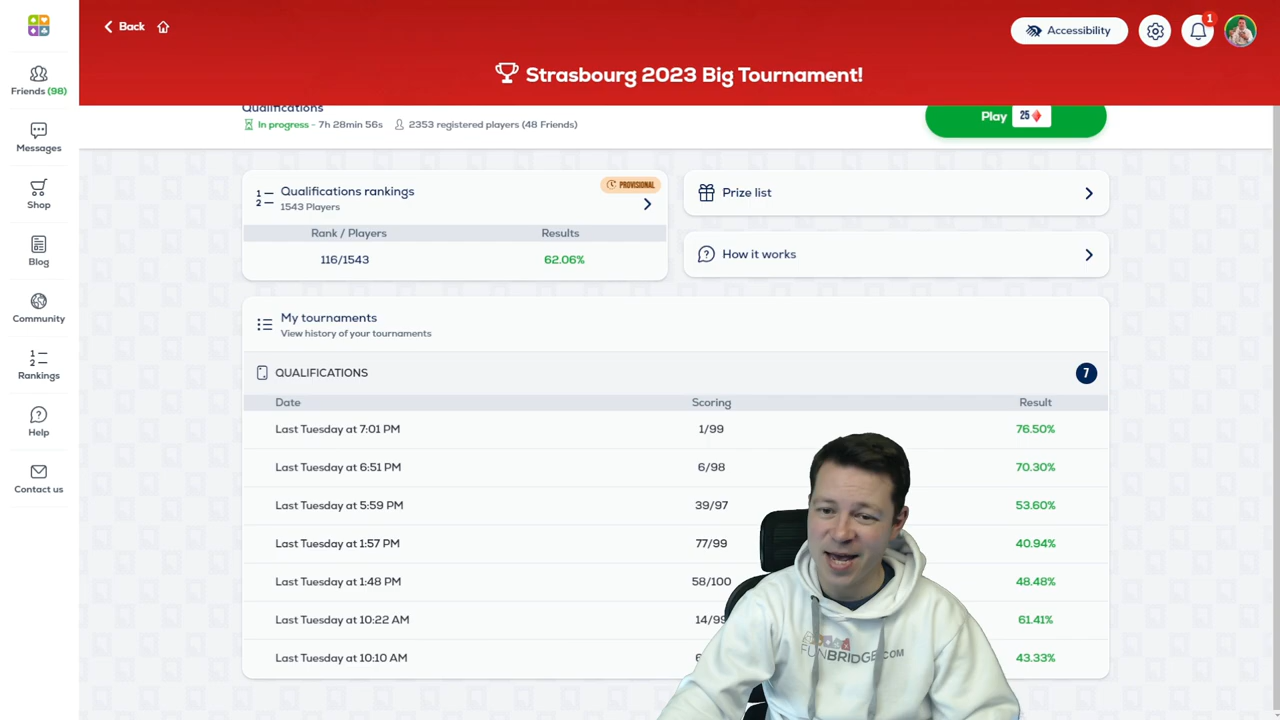 Back
Accessibility
1
Strasbourg 2023 Big Tournament!
Friends (98)
Messages
Shop
Blog
Community
Rankings
Help
Contact us
Qualifications
In progress - 7h 28min 56s
2353 registered players (48 Friends)
Play 25
Qualifications rankings
1543 Players
PROVISIONAL
Rank / Players Results
116/1543 62.06%
Prize list
How it works
My tournaments
View history of your tournaments
QUALIFICATIONS 7
Date Scoring Result
Last Tuesday at 7:01 PM 1/99 76.50%
Last Tuesday at 6:51 PM 6/98 70.30%
Last Tuesday at 5:59 PM 39/97 53.60%
Last Tuesday at 1:57 PM 77/99 40.94%
Last Tuesday at 1:48 PM 58/100 48.48%
Last Tuesday at 10:22 AM 14/99 61.41%
Last Tuesday at 10:10 AM 43.33%
FUNBRIDGE.COM